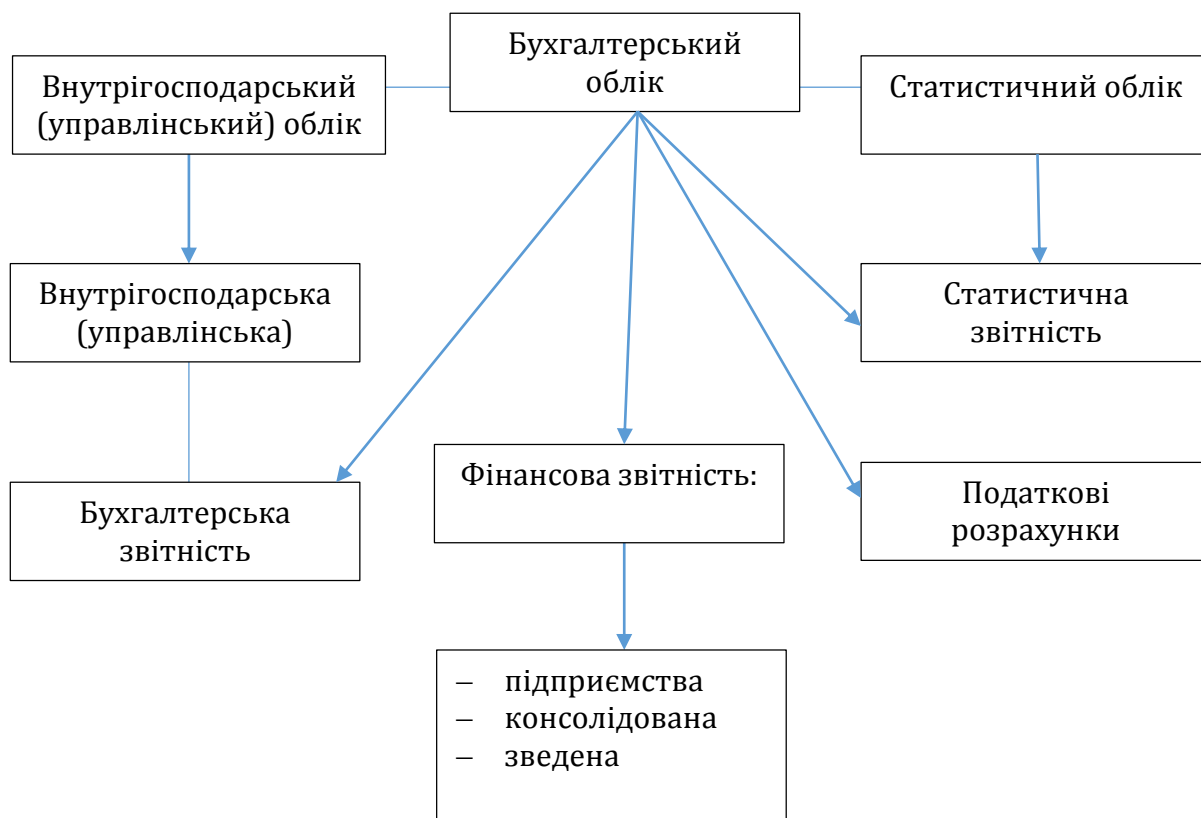 Бухгалтерський
облік
Внутрігосподарський
(управлінський) облік
Статистичний облік
Внутрігосподарська
(управлінська)
Статистична
звітність
Бухгалтерська
звітність
Фінансова звітність:
Податкові
розрахунки
– підприємства
– консолідована
– зведена